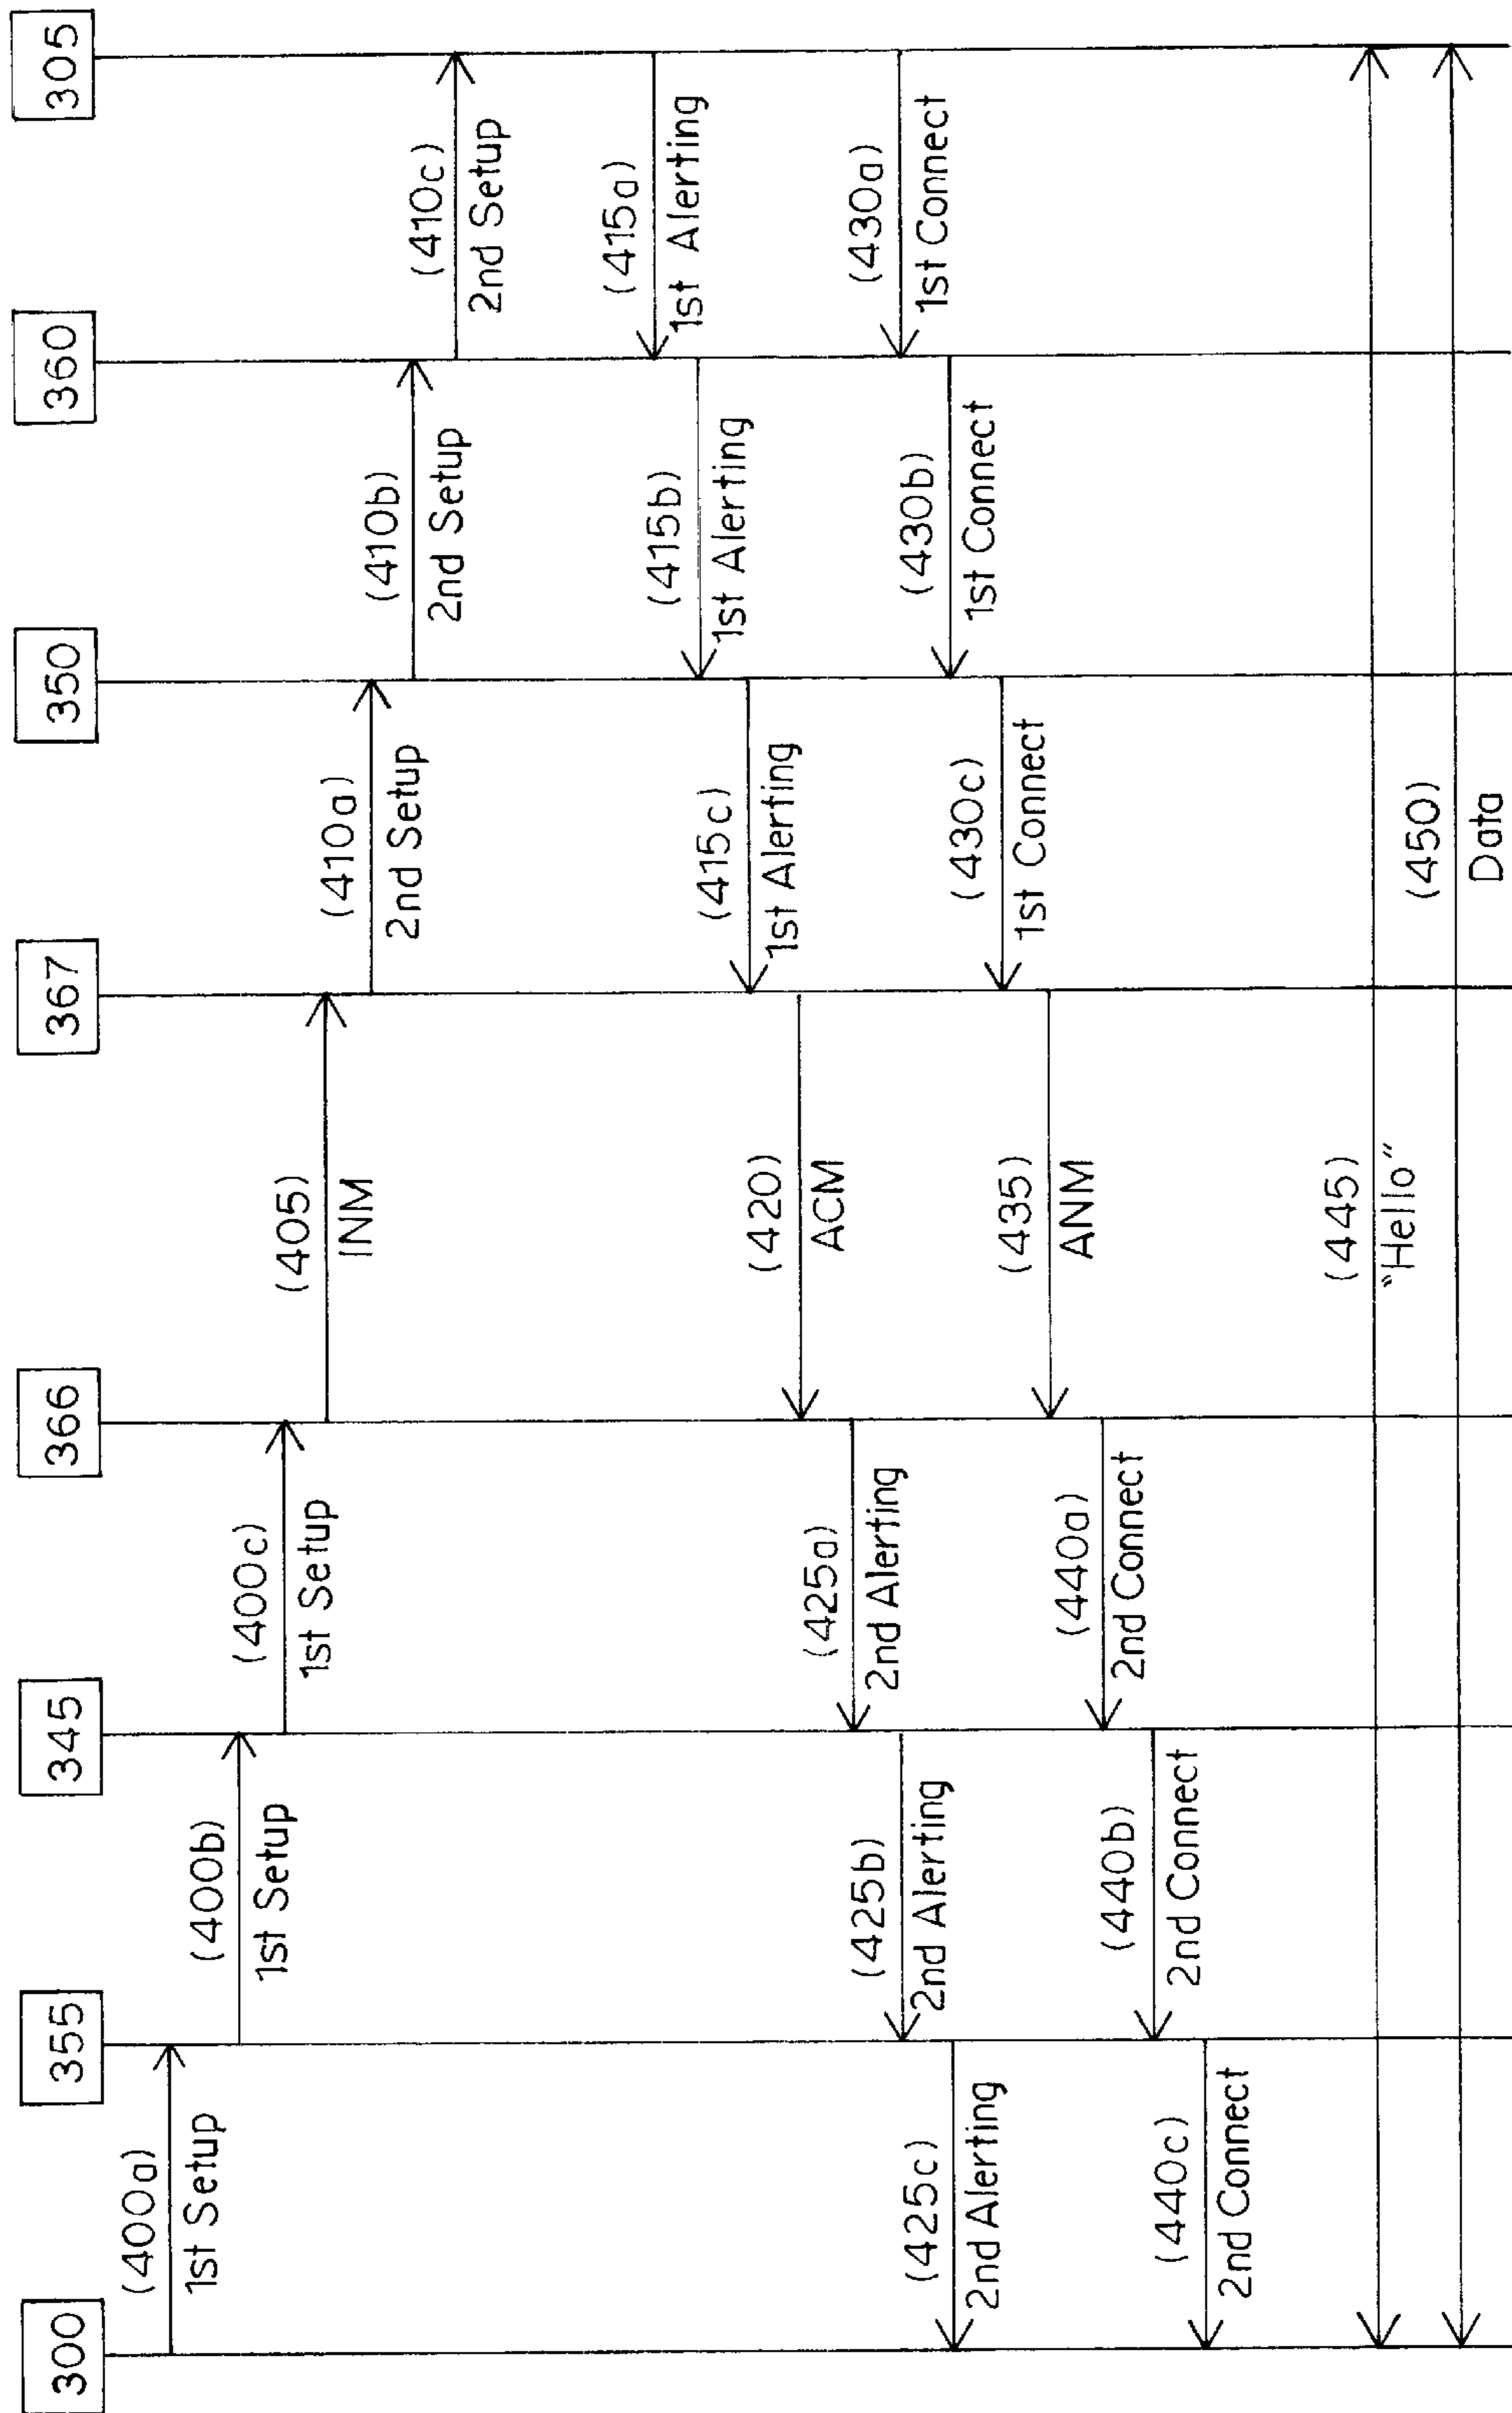 300
355
345
366
367
350
360
305
(400a)
1st Setup
(400b)
1st Setup
(400c)
1st Setup
(405)
INM
(410a)
2nd Setup
(410b)
2nd Setup
(410c)
2nd Setup
(415a)
1st Alerting
(415b)
1st Alerting
(415c)
1st Alerting
(420)
ACM
(425a)
2nd Alerting
(425b)
2nd Alerting
(425c)
2nd Alerting
(430a)
1st Connect
(430b)
1st Connect
(430c)
1st Connect
(435)
ANM
(440a)
2nd Connect
(440b)
2nd Connect
(440c)
2nd Connect
(445)
"Hello"
(450)
Data